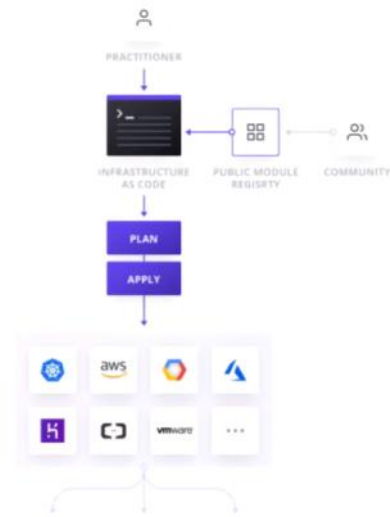 PRACTITIONER
INFRASTRUCTURE
AS CODE
PUBLIC MODULE
REGISRTY
COMMUNITY
PLAN
APPLY
aws
vmware